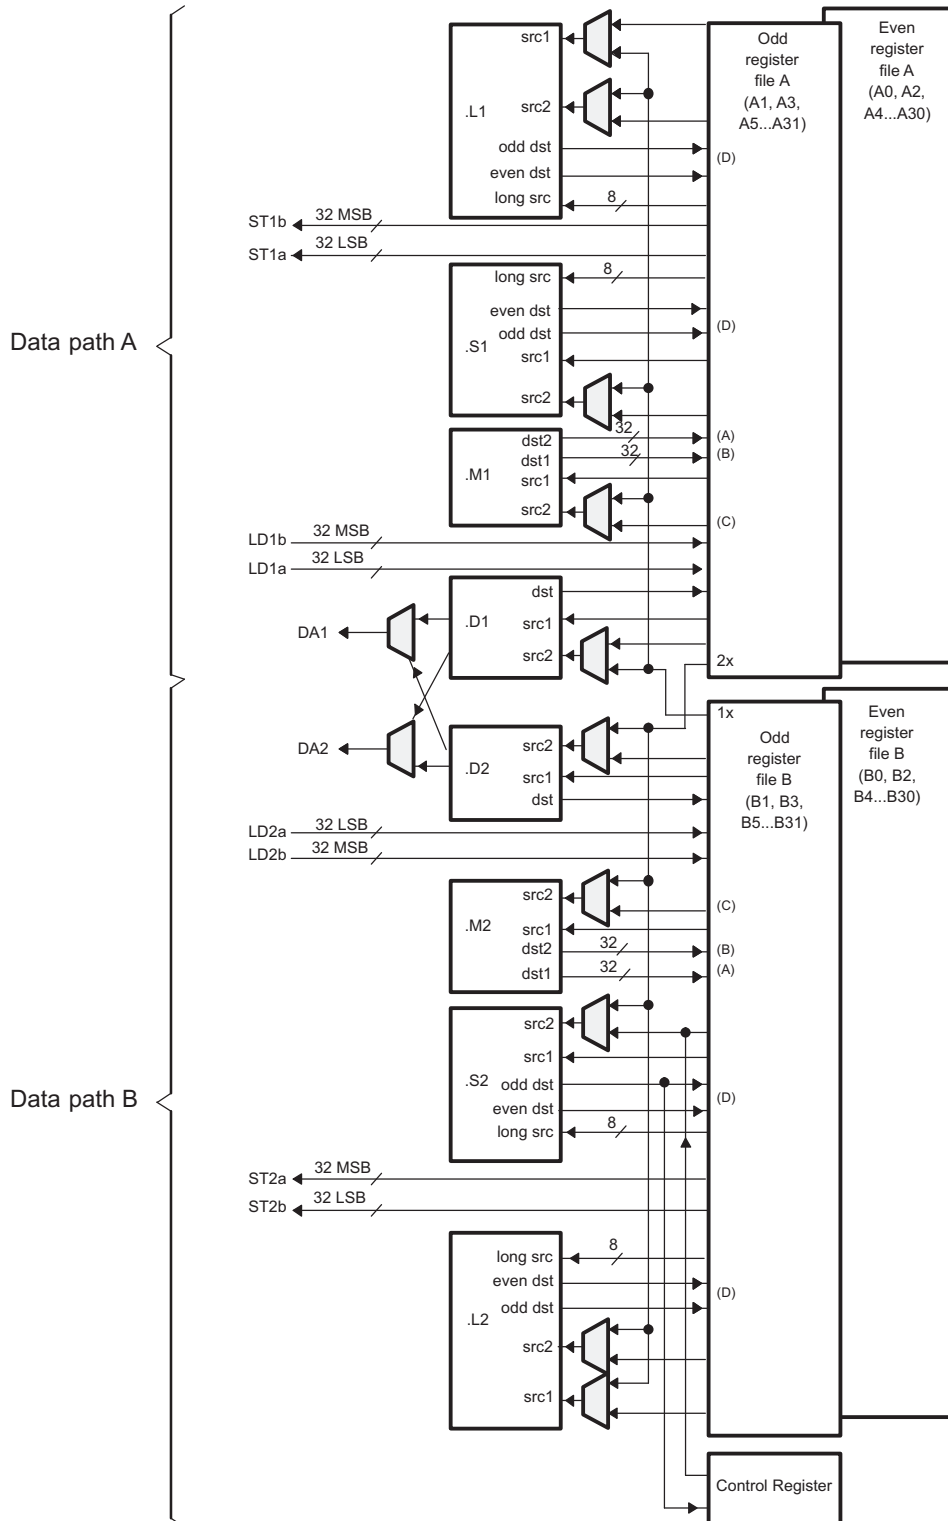 src1
Odd
register
file A
(A1, A3,
A5...A31)
Even
register
file A
(A0, A2,
A4...A30)
src2
.L1
odd dst
(D)
even dst
long src
8
ST1b
32 MSB
ST1a
32 LSB
long src
8
even dst
(D)
odd dst
.S1
src1
Data path A
src2
32
dst2
(A)
32
dst1
(B)
.M1
src1
src2
(C)
LD1b
32 MSB
LD1a
32 LSB
dst
.D1
src1
DA1
src2
2x
1x
Odd
register
file B
(B1, B3,
B5...B31)
Even
register
file B
(B0, B2,
B4...B30)
DA2
src2
.D2
src1
dst
LD2a
32 LSB
LD2b
32 MSB
src2
(C)
.M2
src1
dst2
32
(B)
dst1
32
(A)
src2
src1
.S2
odd dst
(D)
even dst
long src
8
Data path B
ST2a
32 MSB
ST2b
32 LSB
long src
8
even dst
(D)
odd dst
.L2
src2
src1
Control Register